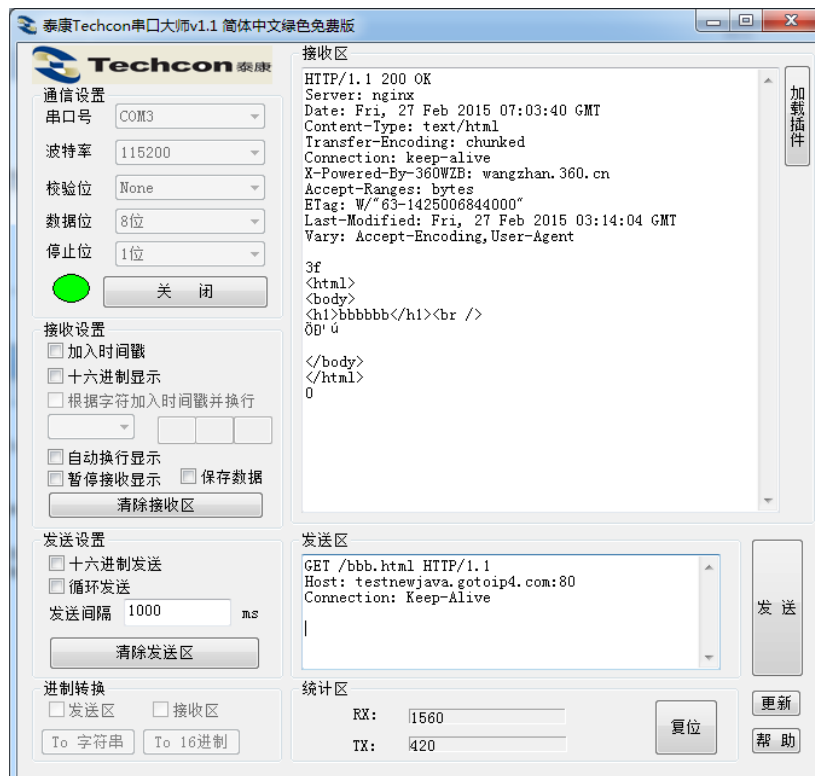 泰康Techcon串口大师v1.1 简体中文绿色免费版
Techcon泰康
通信设置
串口号 COM3
波特率 115200
校验位 None
数据位 8位
停止位 1位
关 闭
接收设置
加入时间戳
十六进制显示
根据字符加入时间戳并换行
自动换行显示
暂停接收显示 保存数据
清除接收区
发送设置
十六进制发送
循环发送
发送间隔 1000 ms
清除发送区
进制转换
发送区 接收区
To 字符串 To 16进制
接收区
HTTP/1.1 200 OK
Server: nginx
Date: Fri, 27 Feb 2015 07:03:40 GMT
Content-Type: text/html
Transfer-Encoding: chunked
Connection: keep-alive
X-Powered-By-360WZB: wangzhan.360.cn
Accept-Ranges: bytes
ETag: W/"63-1425006844000"
Last-Modified: Fri, 27 Feb 2015 03:14:04 GMT
Vary: Accept-Encoding,User-Agent
3f
<html>
<body>
<h1>bbbbbb</h1><br />
</body>
</html>
0
加载插件
发送区
GET /bbb.html HTTP/1.1
Host: testnewjava.gotoip4.com:80
Connection: Keep-Alive
发 送
统计区
RX: 1560
TX: 420
复位
更新
帮 助